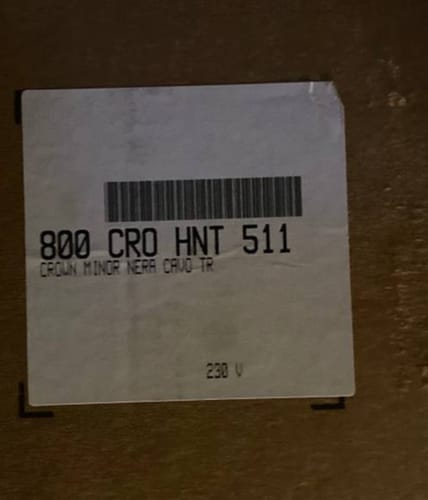 800 CRO HNT 511
CROWN MINOR NERA CAVO TR
230 V